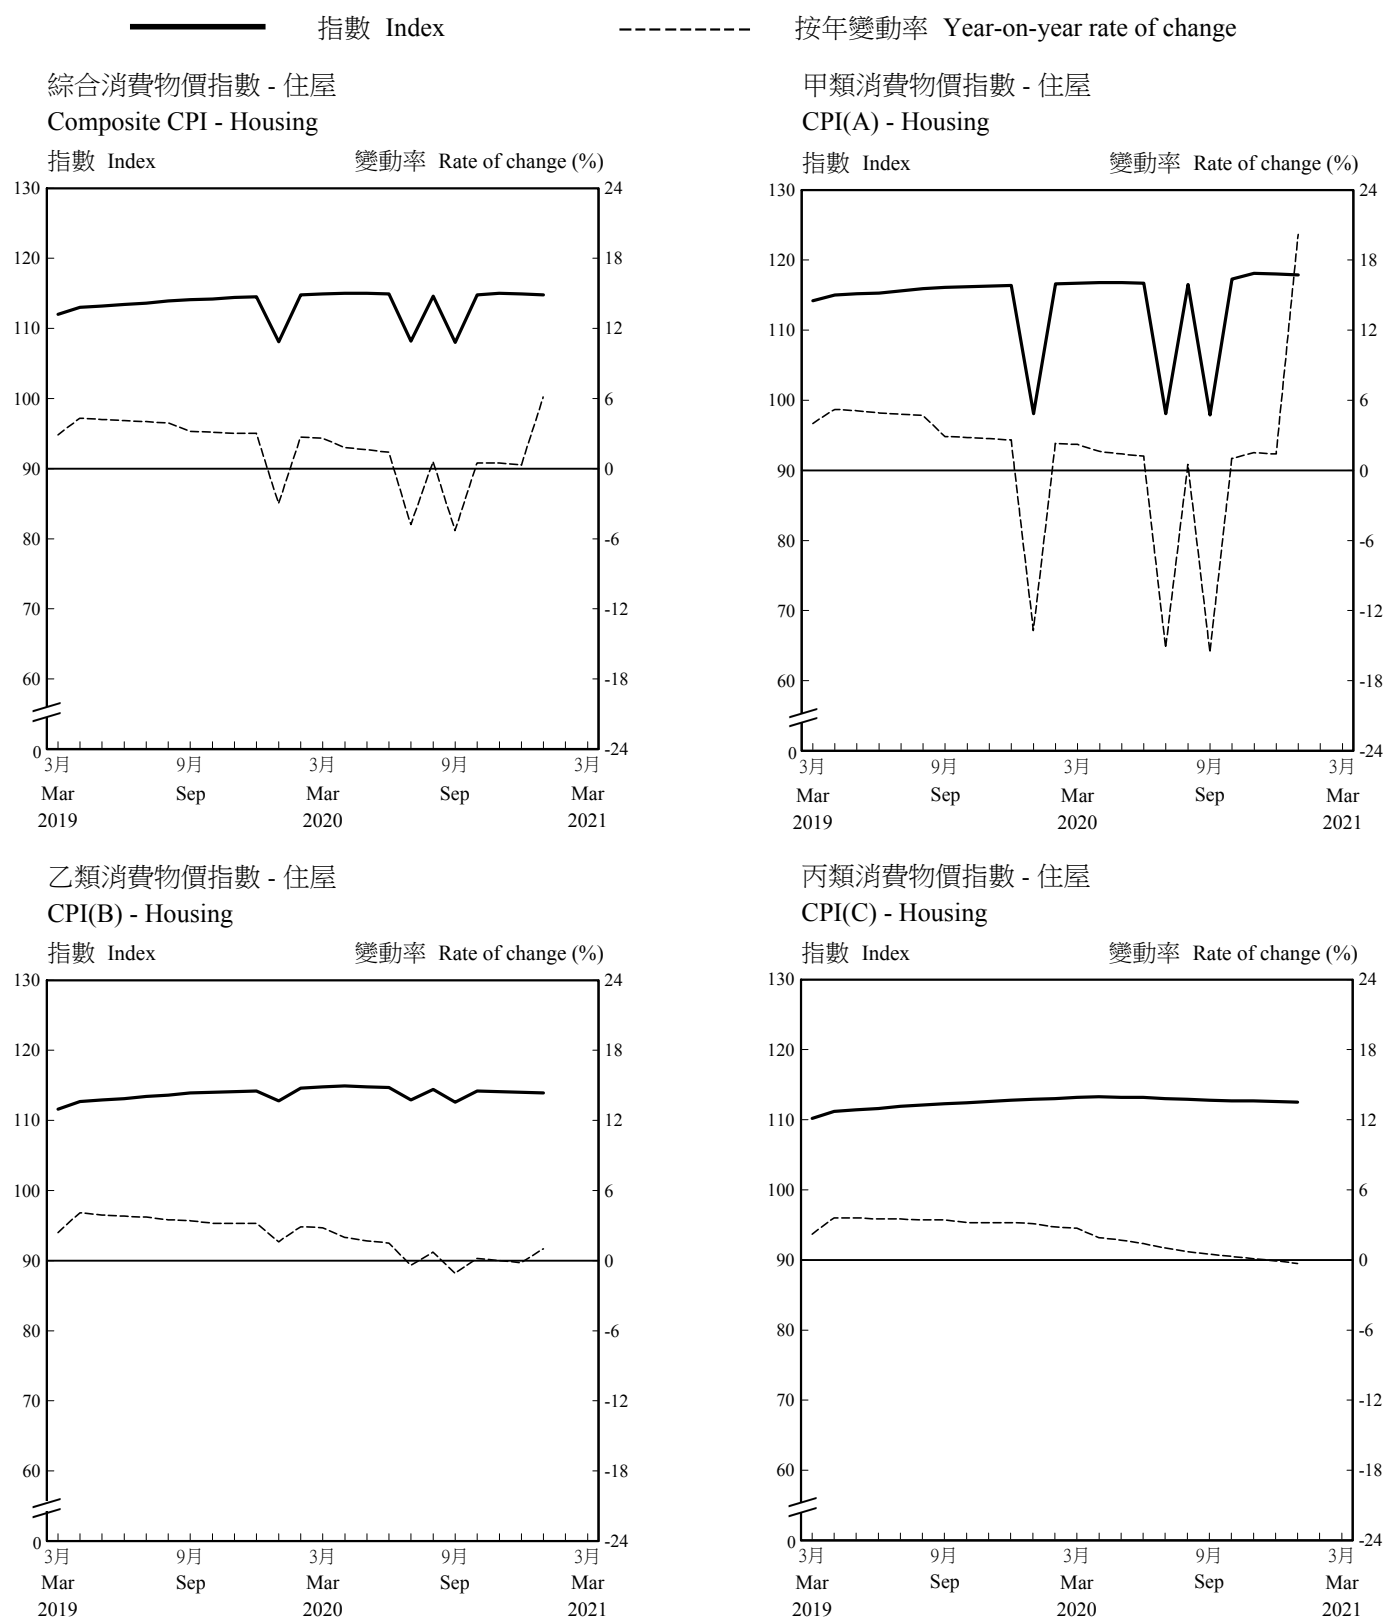 指數 Index 按年變動率 Year-on-year rate of change
綜合消費物價指數 - 住屋
Composite CPI - Housing
指數 Index 變動率 Rate of change (%)
130 24
120 18
110 12
100 6
90 0
80 -6
70 -12
60 -18
0 -24
3月 9月 3月 9月 3月
Mar Sep Mar Sep Mar
2019 2020 2021
甲類消費物價指數 - 住屋
CPI(A) - Housing
指數 Index 變動率 Rate of change (%)
130 24
120 18
110 12
100 6
90 0
80 -6
70 -12
60 -18
0 -24
3月 9月 3月 9月 3月
Mar Sep Mar Sep Mar
2019 2020 2021
乙類消費物價指數 - 住屋
CPI(B) - Housing
指數 Index 變動率 Rate of change (%)
130 24
120 18
110 12
100 6
90 0
80 -6
70 -12
60 -18
0 -24
3月 9月 3月 9月 3月
Mar Sep Mar Sep Mar
2019 2020 2021
丙類消費物價指數 - 住屋
CPI(C) - Housing
指數 Index 變動率 Rate of change (%)
130 24
120 18
110 12
100 6
90 0
80 -6
70 -12
60 -18
0 -24
3月 9月 3月 9月 3月
Mar Sep Mar Sep Mar
2019 2020 2021